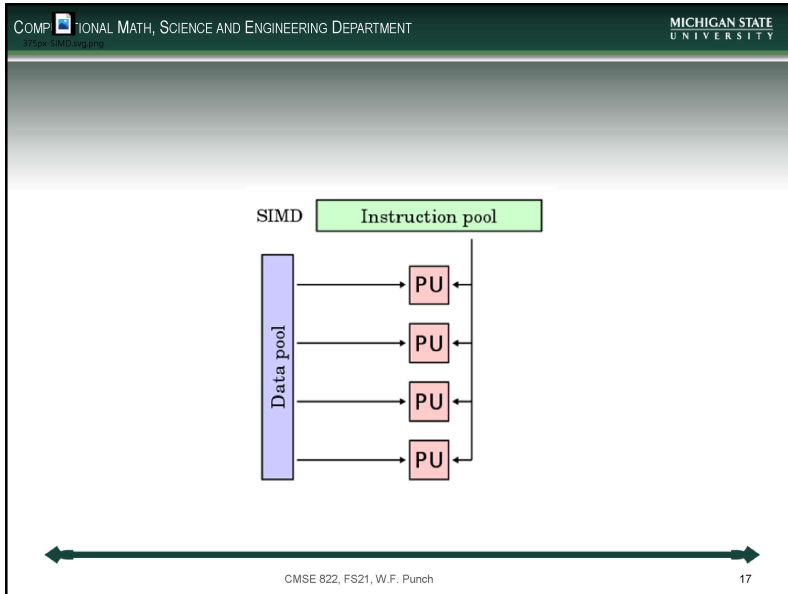 COMP TIONAL MATH, SCIENCE AND ENGINEERING DEPARTMENT
375px-SIMD.svg.png
MICHIGAN STATE
UNIVERSITY
SIMD Instruction pool
Data pool
PU
PU
PU
PU
CMSE 822, FS21, W.F. Punch
17